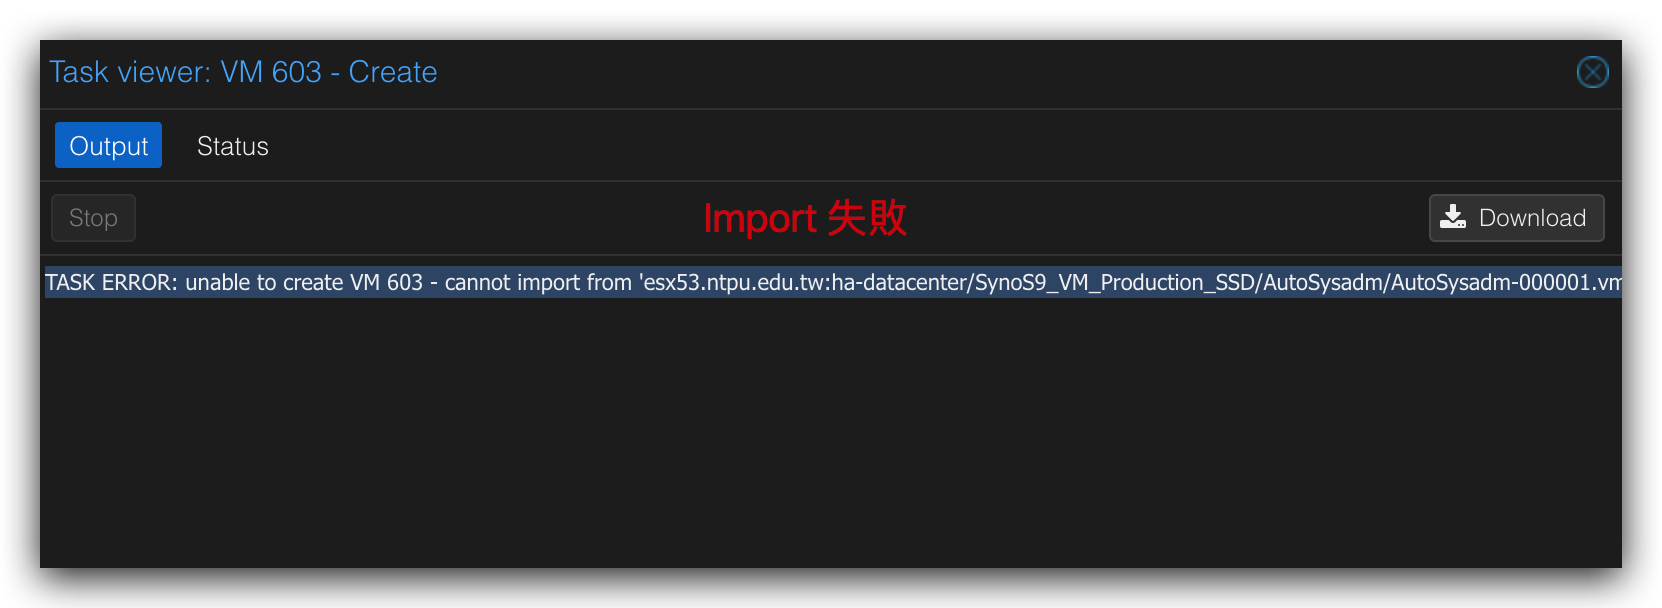 Task viewer: VM 603 - Create
Output Status
Stop Import 失敗 Download
TASK ERROR: unable to create VM 603 - cannot import from 'esx53.ntpu.edu.tw:ha-datacenter/SynoS9_VM_Production_SSD/AutoSysadm/AutoSysadm-000001.vm